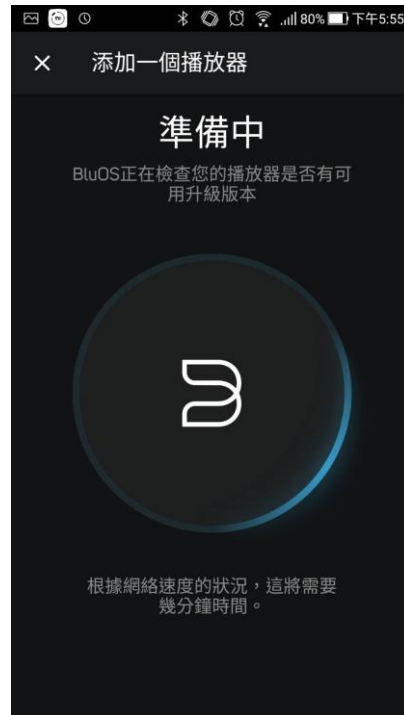 80% 下午5:55
添加一個播放器
準備中
BluOS正在檢查您的播放器是否有可
用升級版本
根據網絡速度的狀況，這將需要
幾分鐘時間。